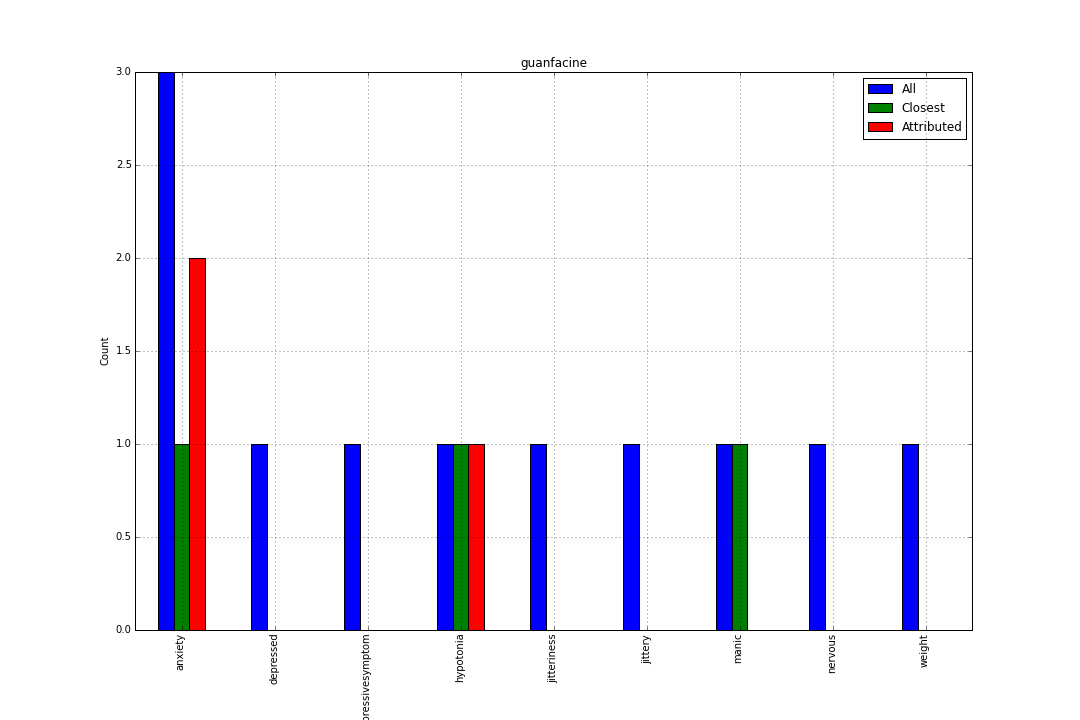 guanfacine
3.0
2.5
2.0
1.5
1.0
0.5
0.0
Count
All
Closest
Attributed
anxiety
depressed
pressivesymptom
hypotonia
jitteriness
jittery
manic
nervous
weight